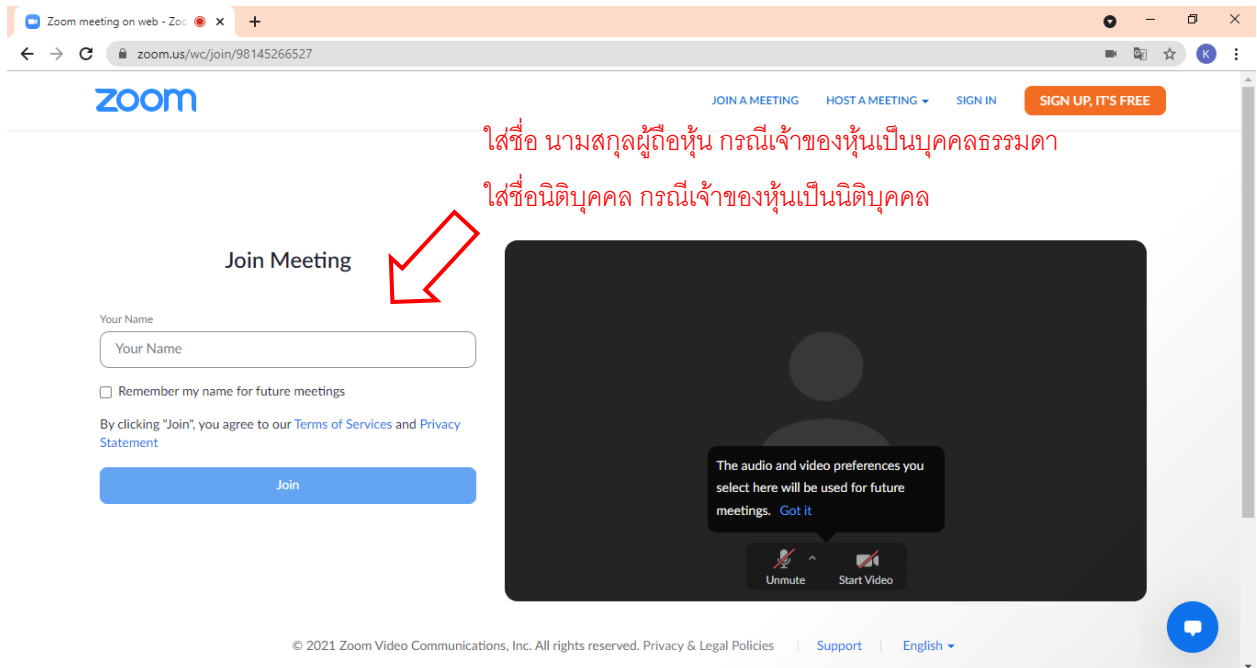 Zoom meeting on web - Zoo
zoom.us/wc/join/98145266527
K
zoom
JOIN A MEETING
HOST A MEETING
SIGN IN
SIGN UP, IT'S FREE
ใส่ชื่อ นามสกุลผู้ถือหุ้น กรณีเจ้าของหุ้นเป็นบุคคลธรรมดา
ใส่ชื่อนิติบุคคล กรณีเจ้าของหุ้นเป็นนิติบุคคล
Join Meeting
Your Name
Your Name
Remember my name for future meetings
By clicking "Join", you agree to our Terms of Services and Privacy
Statement
Join
The audio and video preferences you
select here will be used for future
meetings. Got it
Unmute
Start Video
© 2021 Zoom Video Communications, Inc. All rights reserved. Privacy & Legal Policies
Support
English